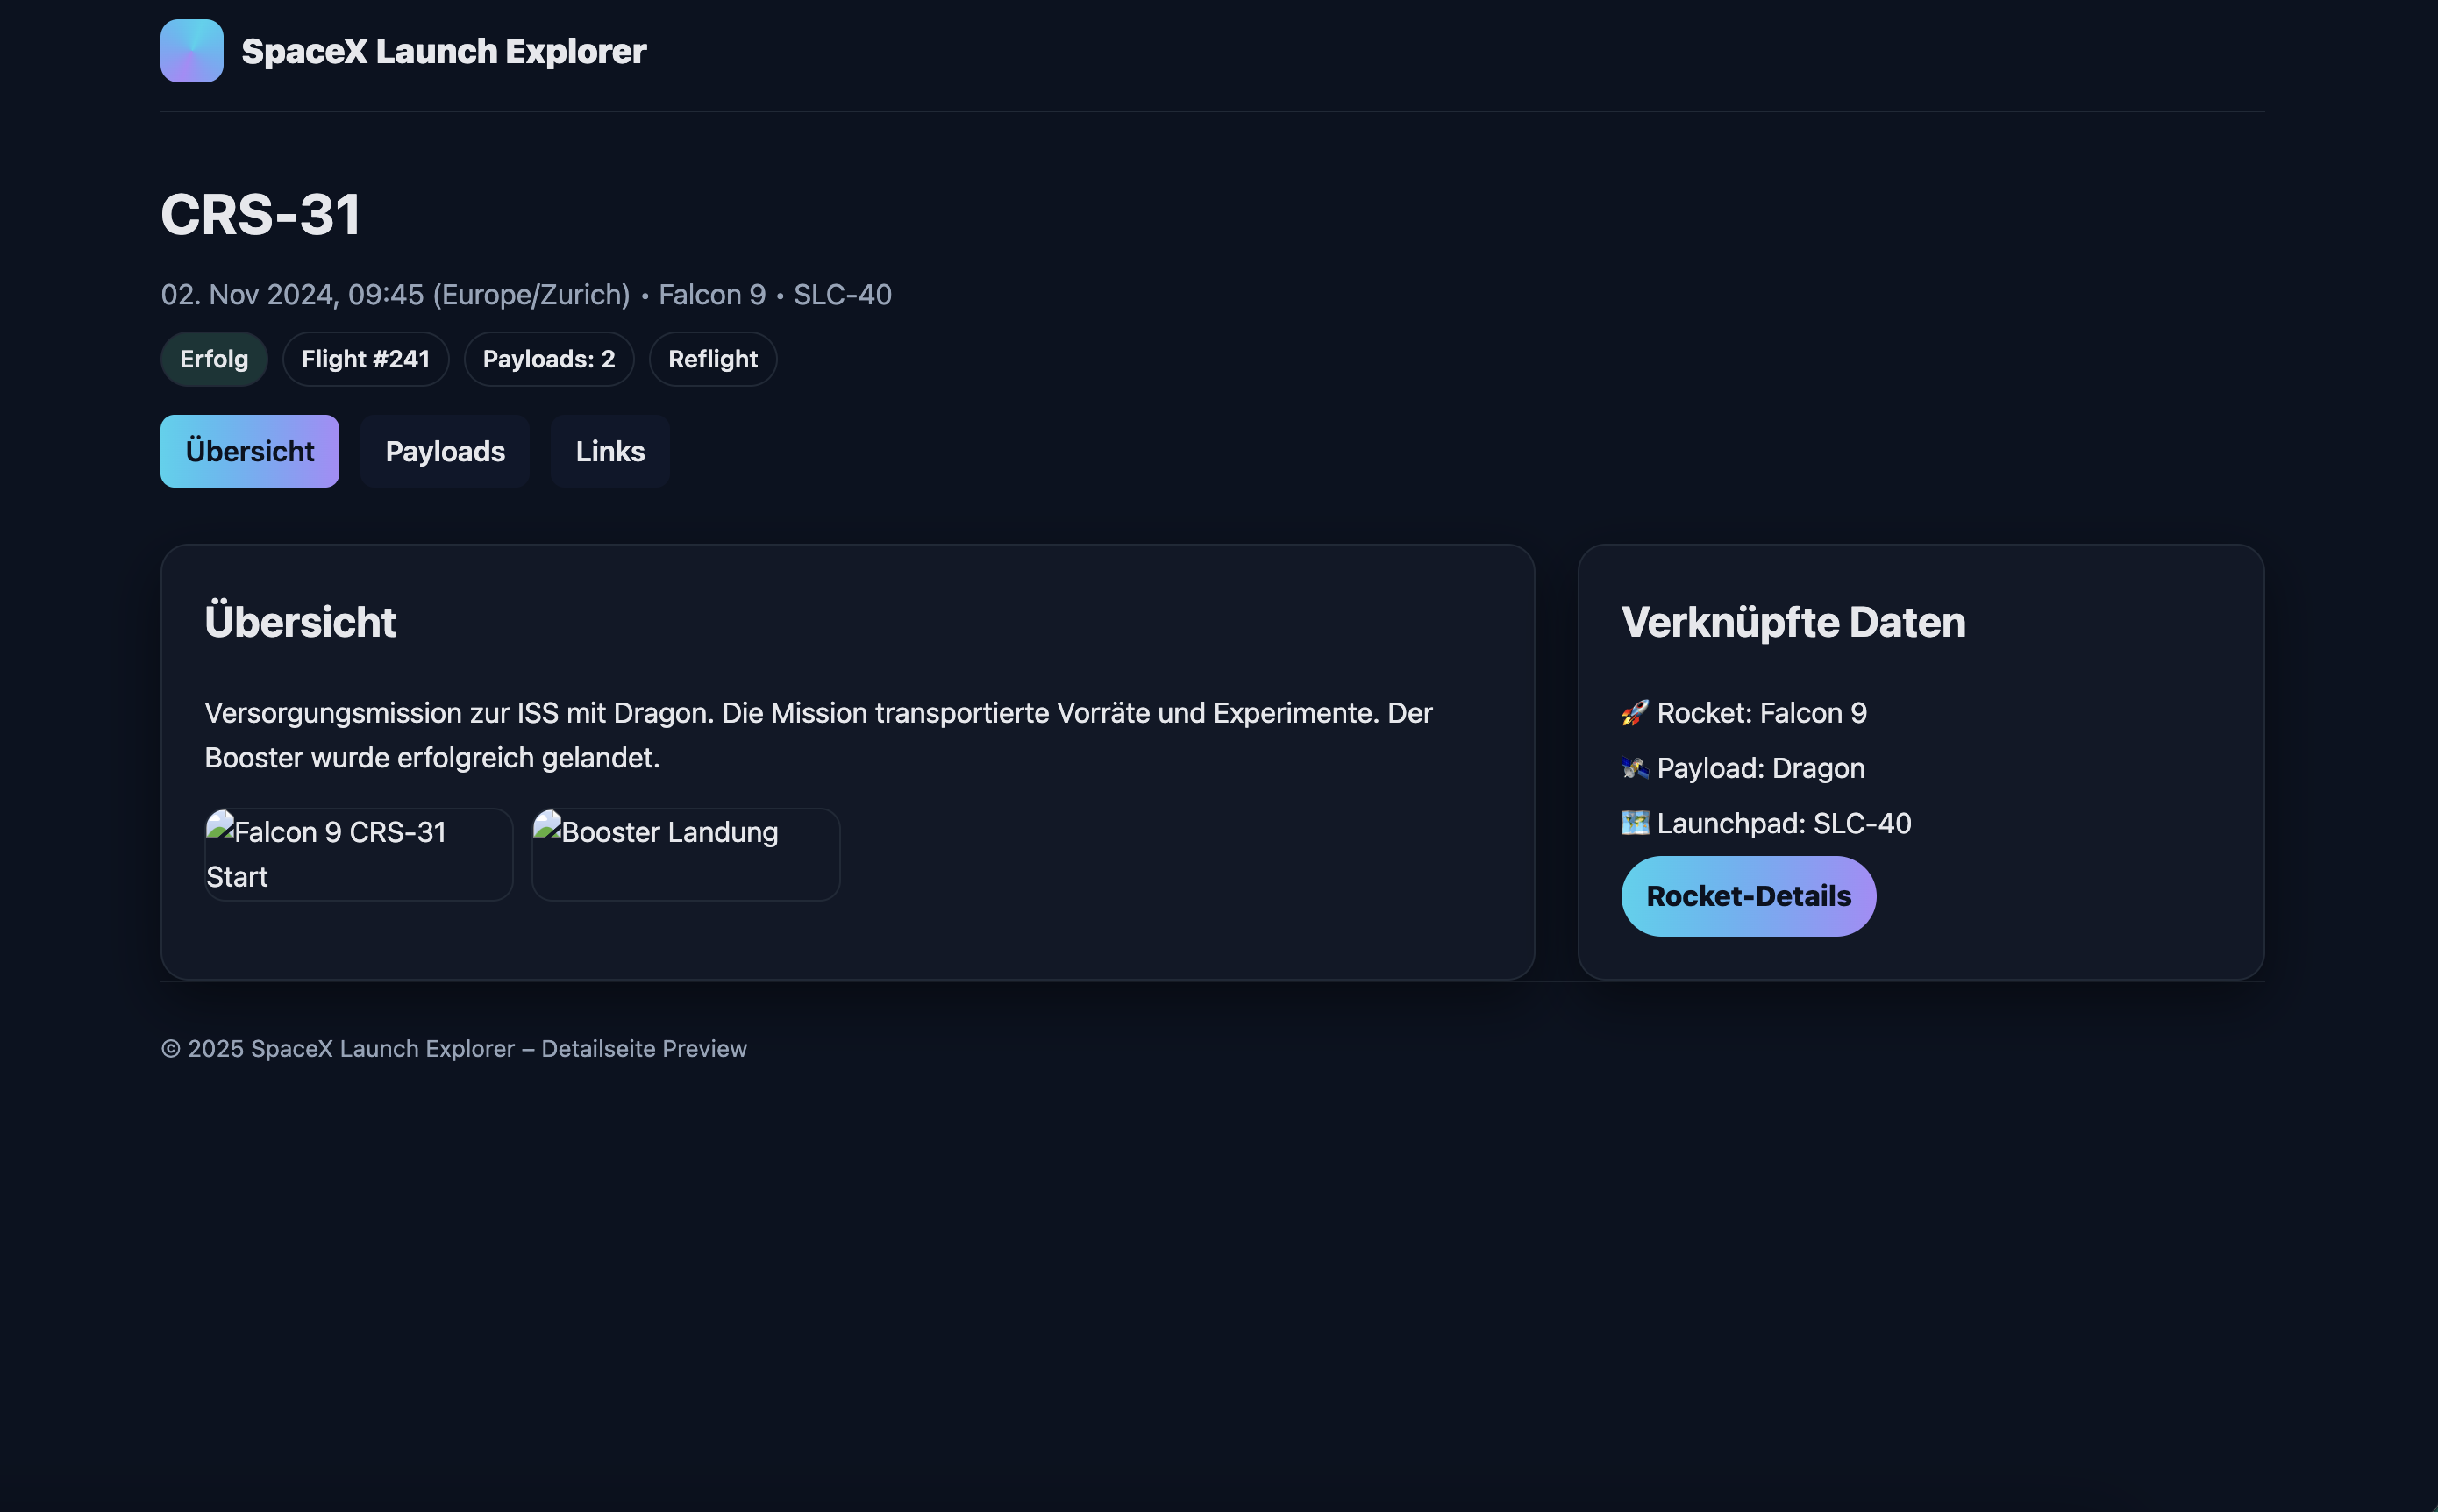 SpaceX Launch Explorer
CRS-31
02. Nov 2024, 09:45 (Europe/Zurich) • Falcon 9 • SLC-40
Erfolg Flight #241 Payloads: 2 Reflight
Übersicht Payloads Links
Übersicht
Versorgungsmission zur ISS mit Dragon. Die Mission transportierte Vorräte und Experimente. Der
Booster wurde erfolgreich gelandet.
Falcon 9 CRS-31
Start
Booster Landung
Verknüpfte Daten
🚀 Rocket: Falcon 9
🛰️ Payload: Dragon
🗺️ Launchpad: SLC-40
Rocket-Details
© 2025 SpaceX Launch Explorer – Detailseite Preview